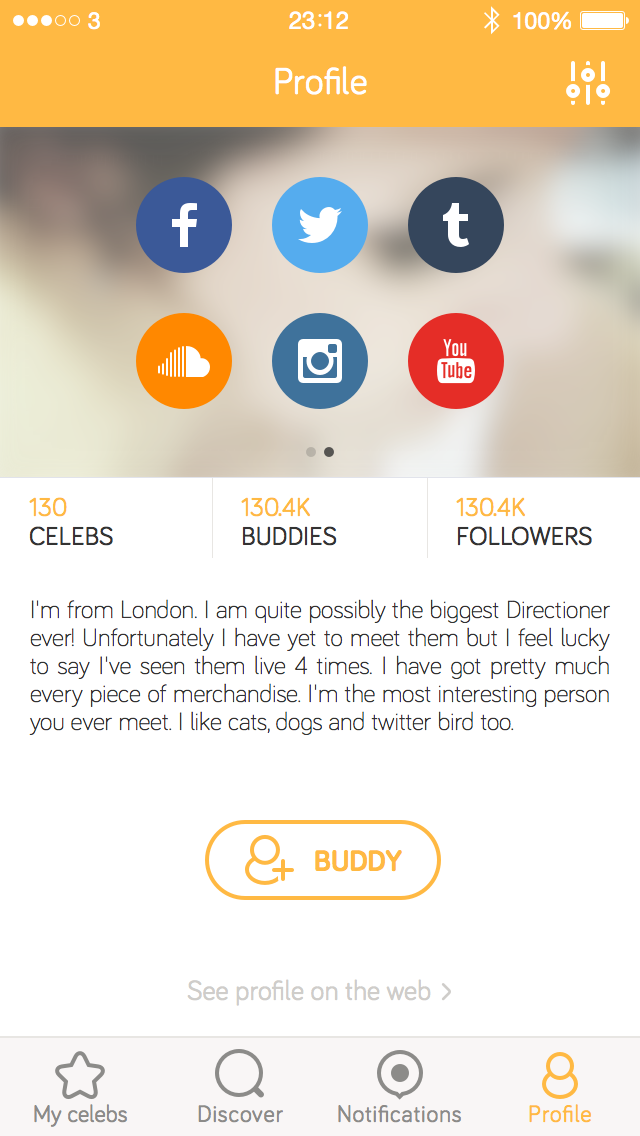 3 23:12 100%
Profile
f t
You
Tube
130 130.4K 130.4K
CELEBS BUDDIES FOLLOWERS
I'm from London. I am quite possibly the biggest Directioner
ever! Unfortunately I have yet to meet them but I feel lucky
to say I've seen them live 4 times. I have got pretty much
every piece of merchandise. I'm the most interesting person
you ever meet. I like cats, dogs and twitter bird too.
BUDDY
See profile on the web >
My celebs Discover Notifications Profile